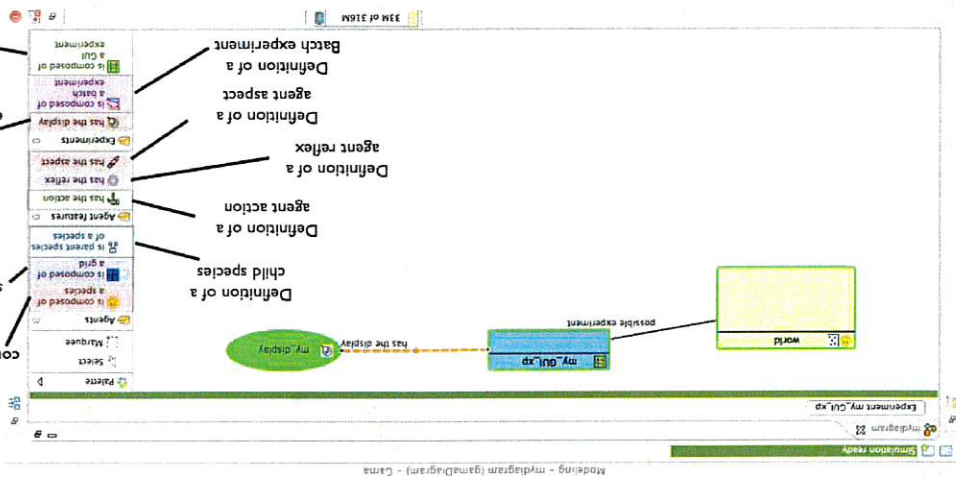 Modeling - mydiagram (gamaDiagram) - Gama
Simulation ready
mydiagram
Experiment my_GUI_xp
world
possible experiment
my_GUI_xp
has the display
my_display
Palette
Select
Marquee
Agents
is composed of
a species
is composed of
a grid
is parent species
of a species
Agent features
has the action
has the reflex
has the aspect
Experiments
has the display
is composed of
a batch
experiment
is composed of
a GUI
experiment
Definition of a
child species
Definition of a
agent action
Definition of a
agent reflex
Definition of a
agent aspect
Definition of a
Batch experiment
33M of 316M